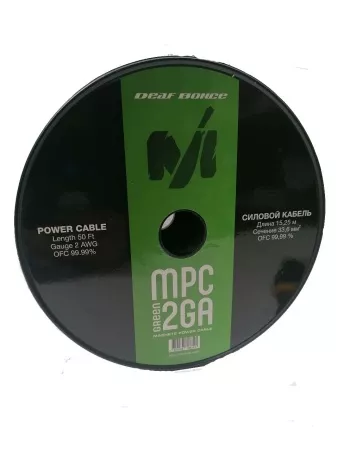 Deaf Bonce
POWER CABLE
Length 50 Ft
Gauge 2 AWG
OFC 99.99%
СИЛОВОЙ КАБЕЛЬ
Длина 15,25 м
Сечение 33,6 мм²
OFC 99,99 %
MPC
GREEN
2GA